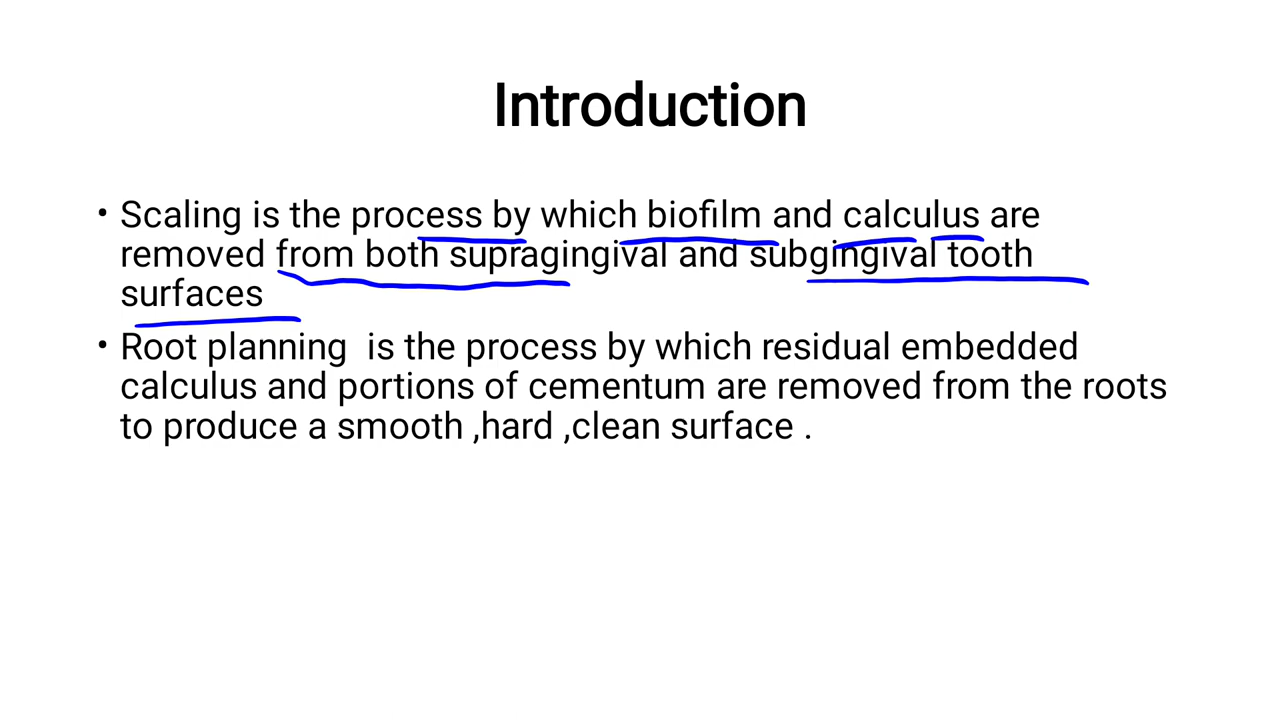 Introduction
• Scaling is the process by which biofilm and calculus are
removed from both supragingival and subgingival tooth
surfaces
• Root planning  is the process by which residual embedded
calculus and portions of cementum are removed from the roots
to produce a smooth ,hard ,clean surface .